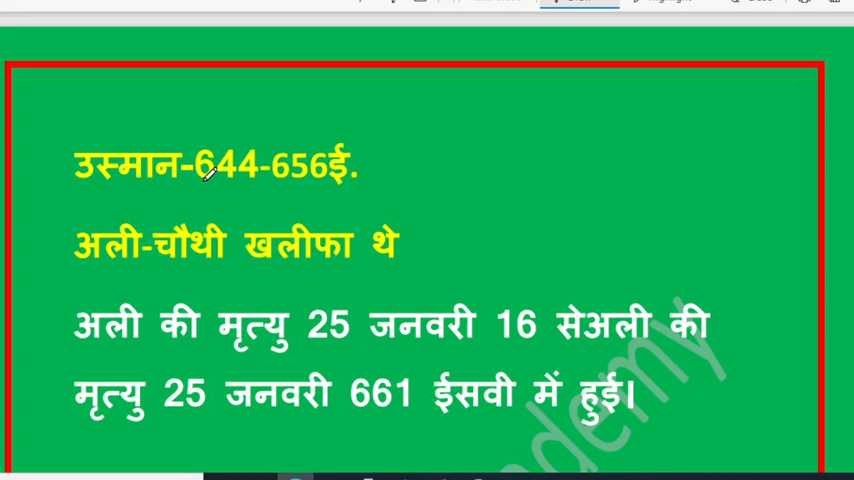 उस्मान-644-656ई.
अली-चौथी खलीफा थे
अली की मृत्यु 25 जनवरी 16 सेअली की
मृत्यु 25 जनवरी 661 ईसवी में हुई।